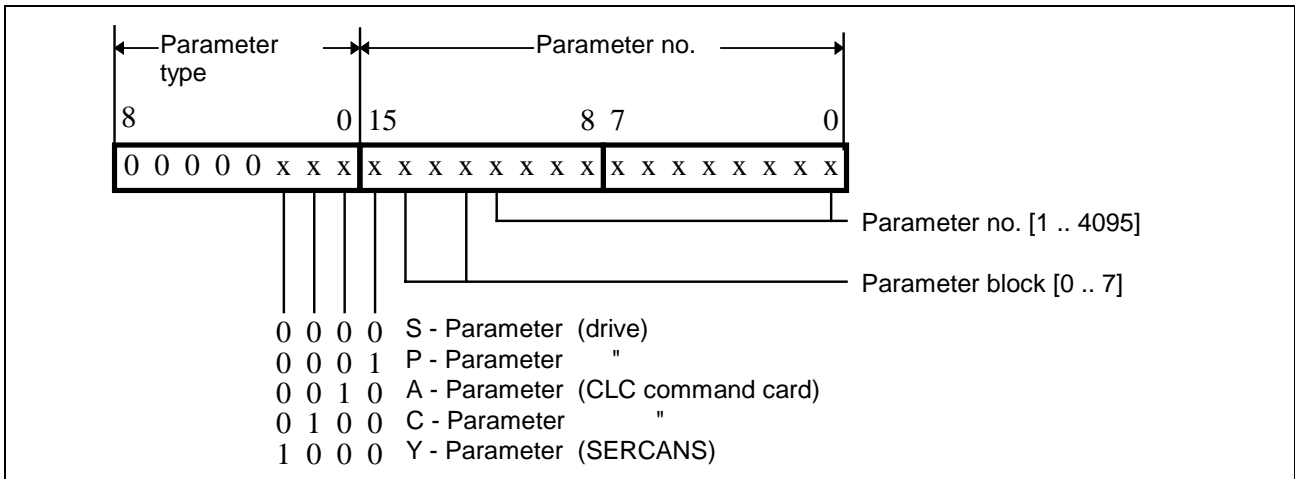 Parameter type
Parameter no.
8 0 15 8 7 0
0 0 0 0 0 x x x x x x x x x x x x x x x x x x x
Parameter no. [1 .. 4095]
Parameter block [0 .. 7]
0 0 0 0 S - Parameter (drive)
0 0 0 1 P - Parameter "
0 0 1 0 A - Parameter (CLC command card)
0 1 0 0 C - Parameter "
1 0 0 0 Y - Parameter (SERCANS)